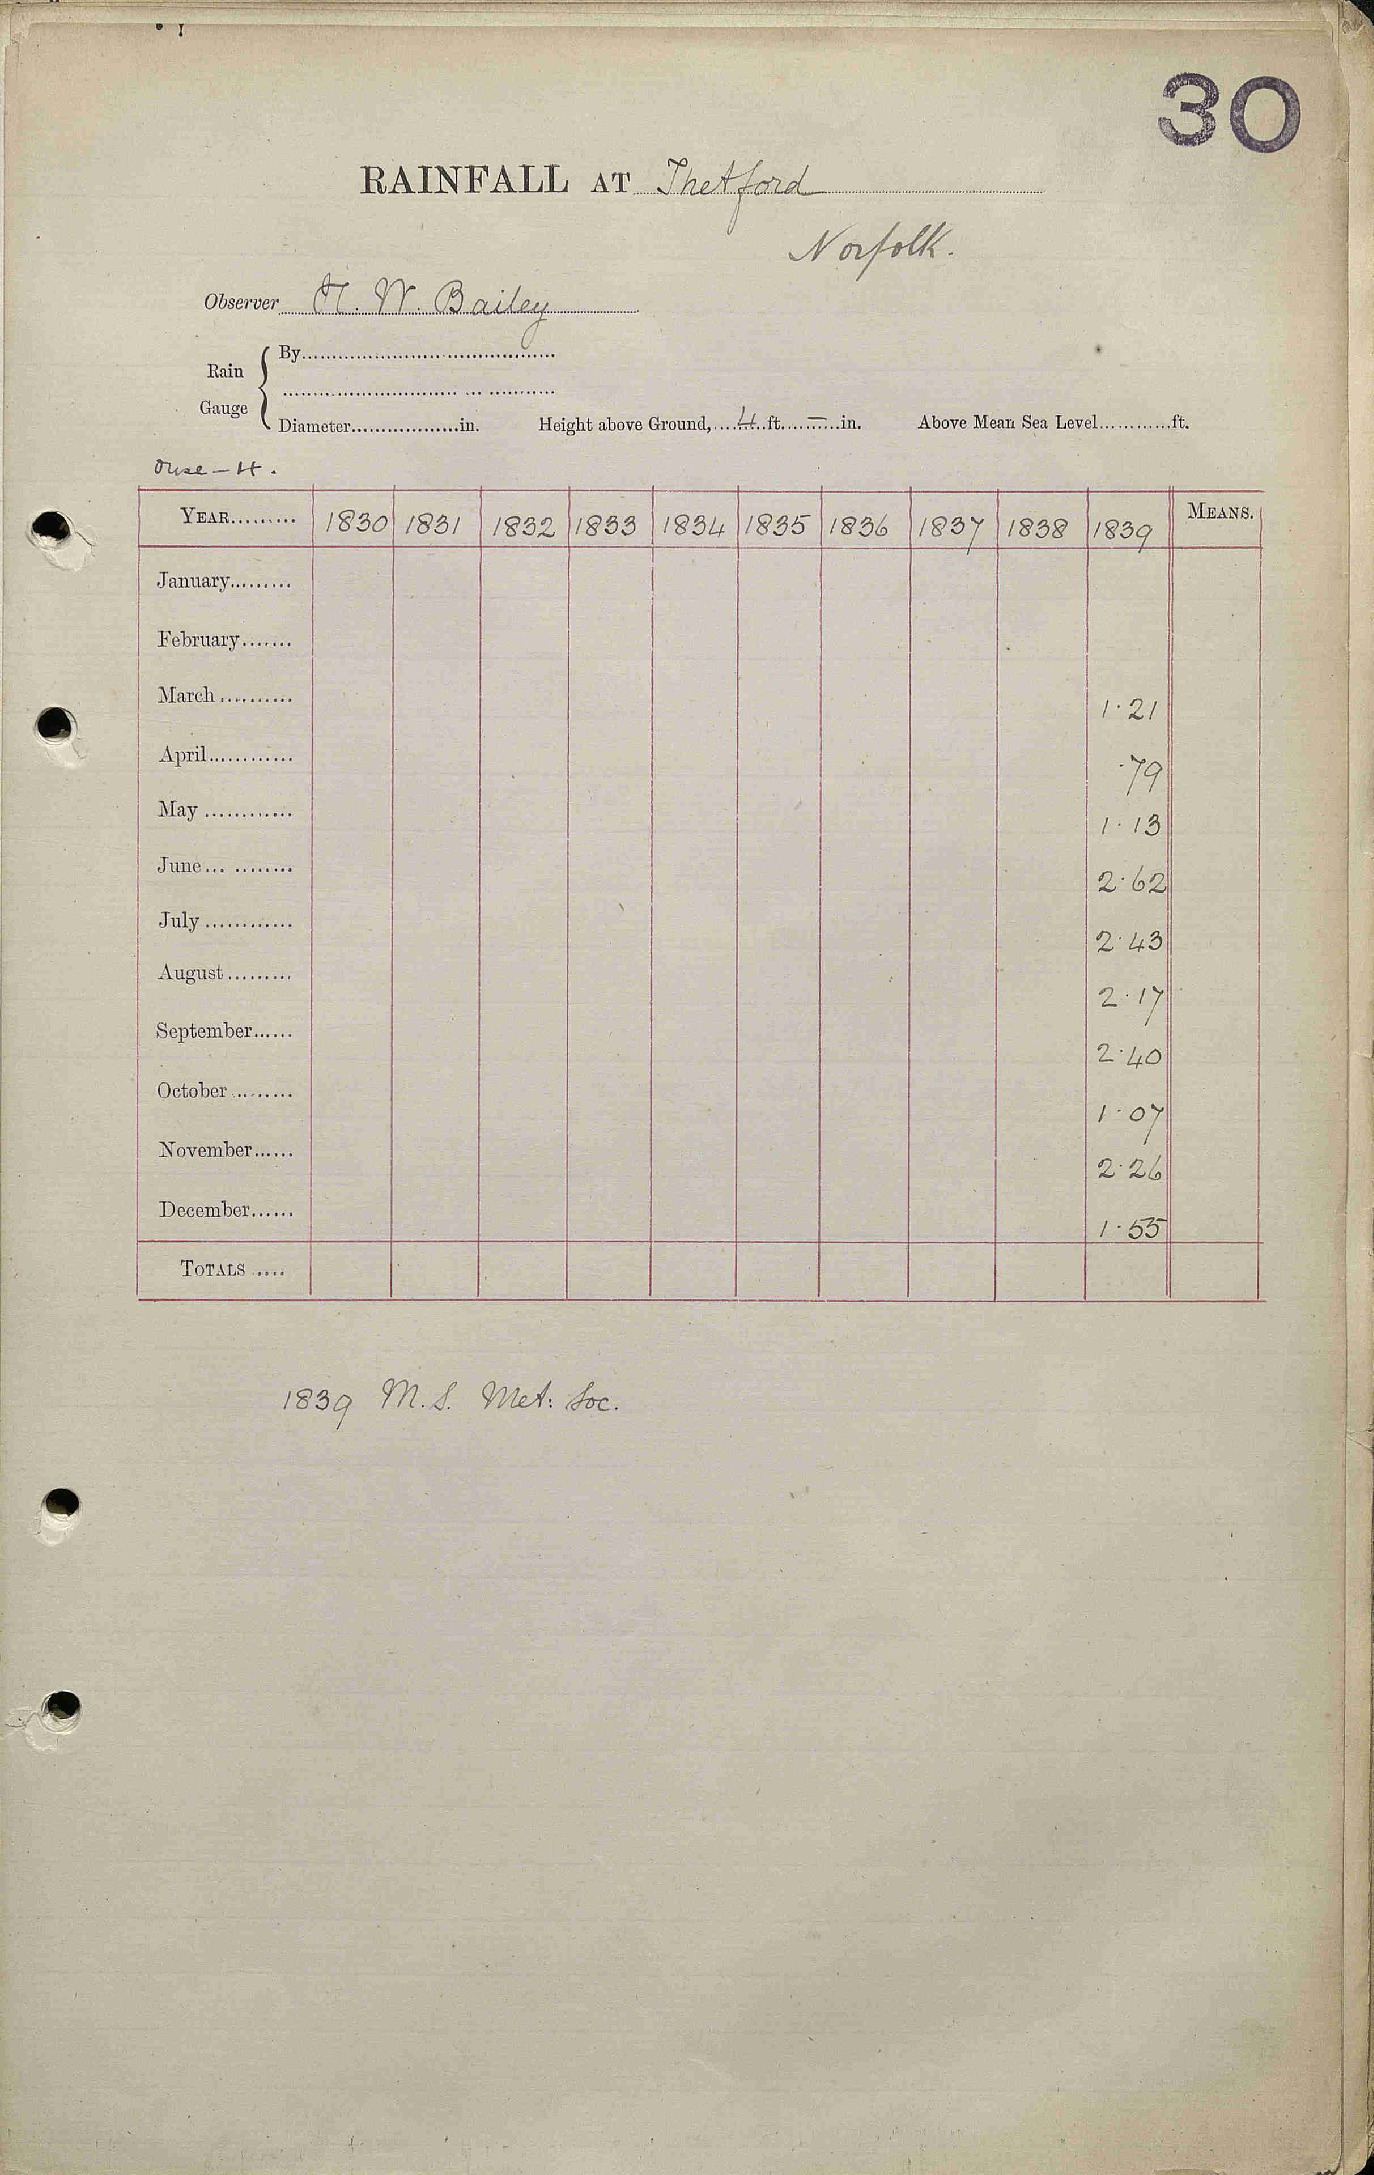 30
RAINFALL AT Thetford
Norfolk.
Observer H. W. Bailey
Rain Gauge { By
Diameter in. Height above Ground, 4 ft. – in. Above Mean Sea Level ft.
Ouse – 4.
YEAR 1830 1831 1832 1833 1834 1835 1836 1837 1838 1839 MEANS.
January
February
March 1·21
April ·79
May 1·13
June 2·62
July 2·43
August 2·17
September 2·40
October 1·07
November 2·26
December 1·55
TOTALS
1839 M.S. Met: Soc.